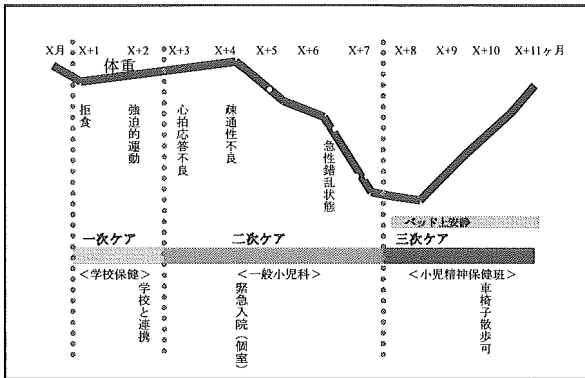 X月 X+1 X+2 X+3 X+4 X+5 X+6 X+7 X+8 X+9 X+10 X+11ヶ月
体重
拒食
強迫的運動
心拍応答不良
疎通性不良
急性錯乱状態
ベッド上安静
一次ケア 二次ケア 三次ケア
＜学校保健＞ ＜一般小児科＞ ＜小児精神保健班＞
学校と連携
緊急入院（個室）
車椅子散歩可